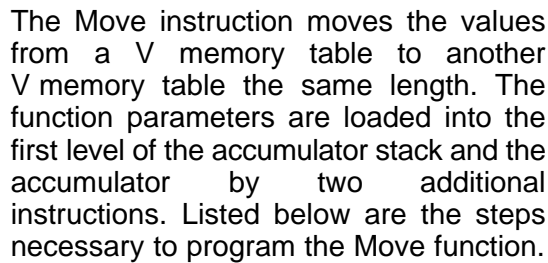 The Move instruction moves the values
from a V memory table to another
V memory table the same length. The
function parameters are loaded into the
first level of the accumulator stack and the
accumulator by two additional
instructions. Listed below are the steps
necessary to program the Move function.